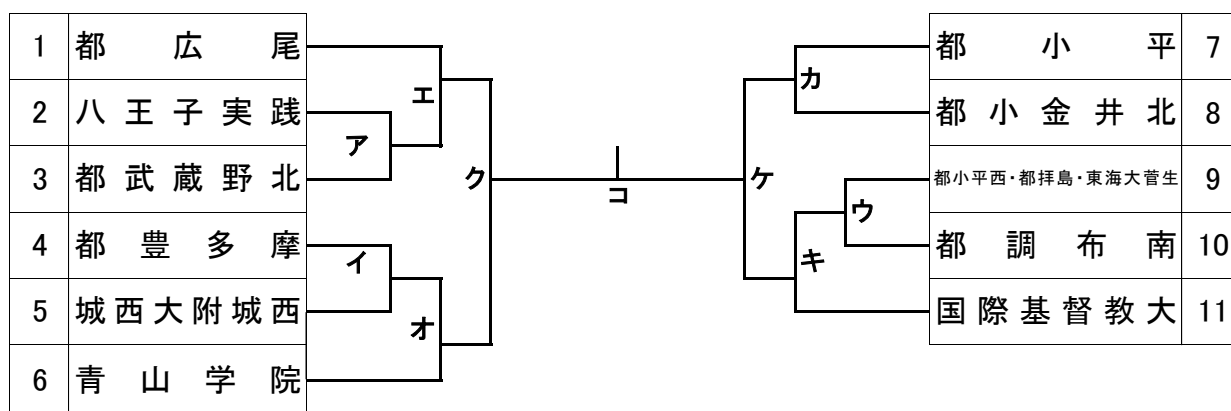 1 都広尾
2 八王子実践
3 都武蔵野北
4 都豊多摩
5 城西大附城西
6 青山学院
エ
ア
ク
イ
オ
コ
カ
ケ
ウ
キ
都小平 7
都小金井北 8
都小平西・都拝島・東海大菅生 9
都調布南 10
国際基督教大 11